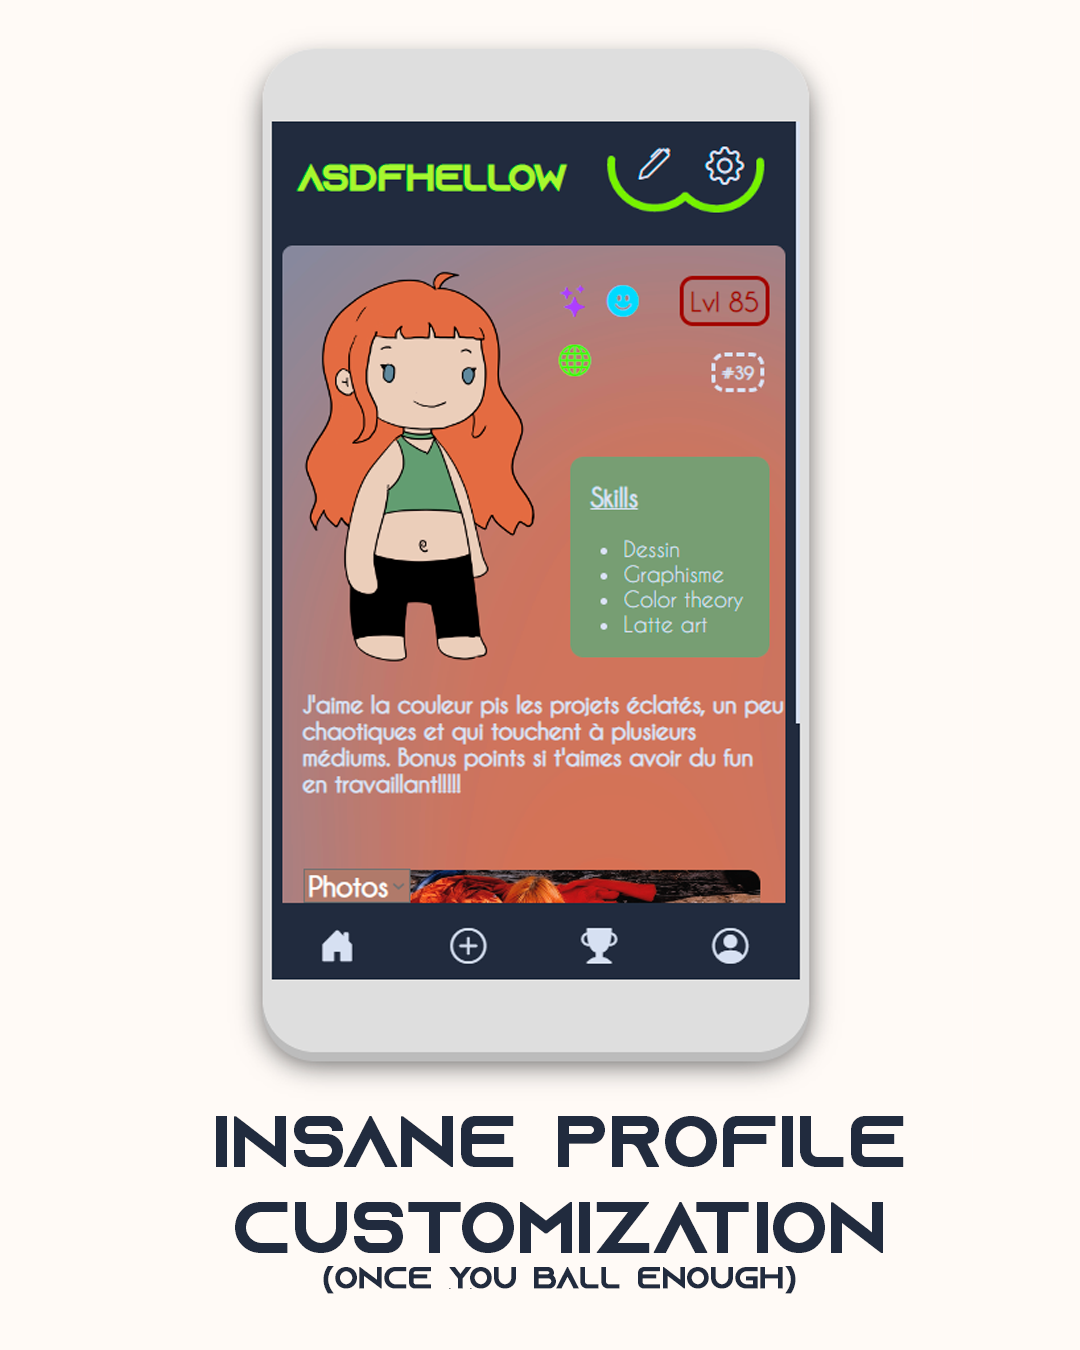 ASDFHELLOW
Lvl 85
#39
Skills
• Dessin
• Graphisme
• Color theory
• Latte art
J'aime la couleur pis les projets éclatés, un peu
chaotiques et qui touchent à plusieurs
médiums. Bonus points si t'aimes avoir du fun
en travaillant!!!!!
Photos
INSANE PROFILE
CUSTOMIZATION
(ONCE YOU BALL ENOUGH)